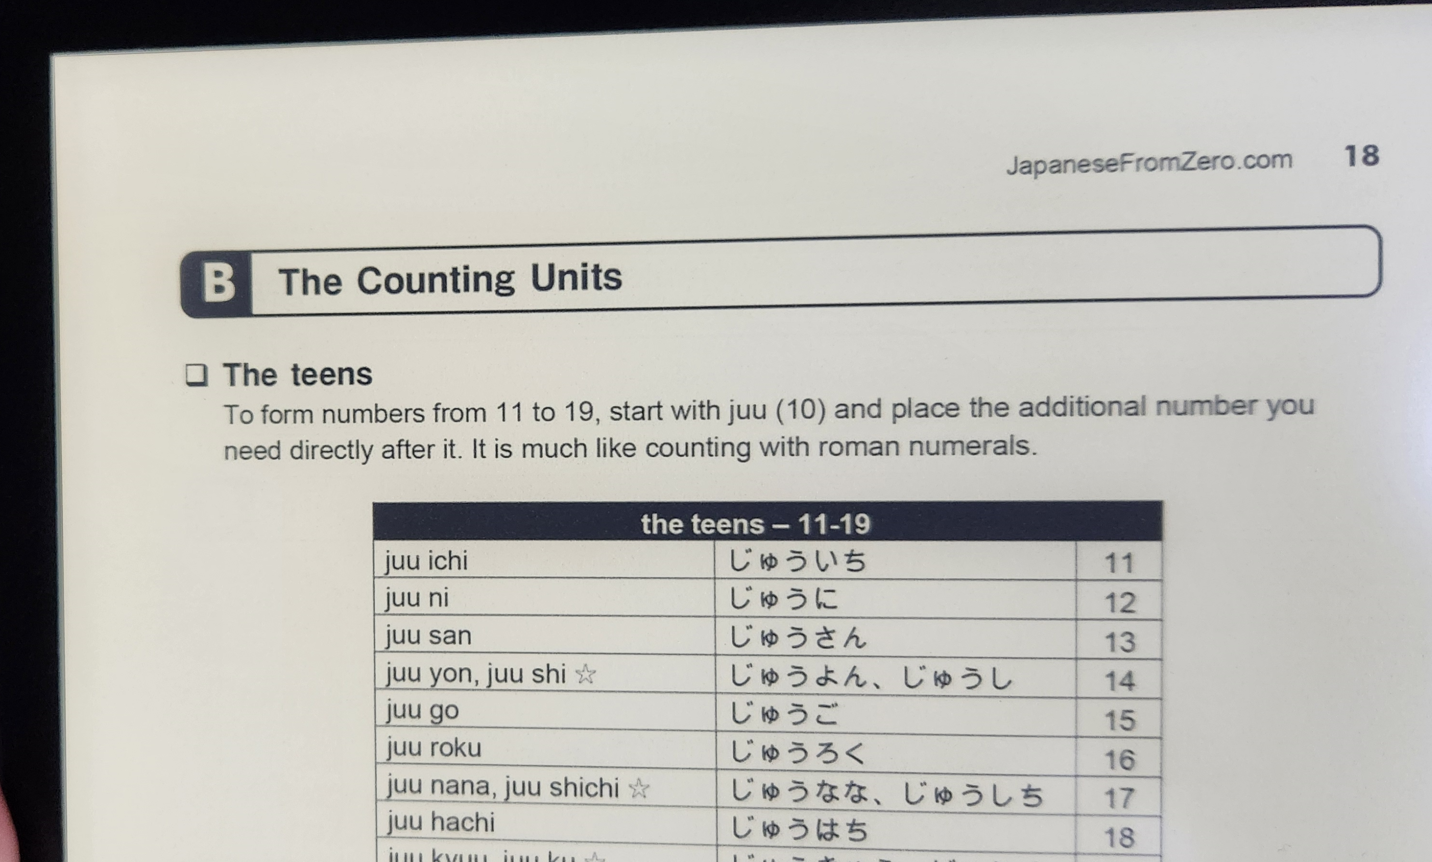 JapaneseFromZero.com 18
B The Counting Units
❏ The teens
To form numbers from 11 to 19, start with juu (10) and place the additional number you
need directly after it. It is much like counting with roman numerals.
the teens – 11-19
juu ichi じゅういち 11
juu ni じゅうに 12
juu san じゅうさん 13
juu yon, juu shi ☆ じゅうよん、じゅうし 14
juu go じゅうご 15
juu roku じゅうろく 16
juu nana, juu shichi ☆ じゅうなな、じゅうしち 17
juu hachi じゅうはち 18
juu kyuu, juu ku ☆